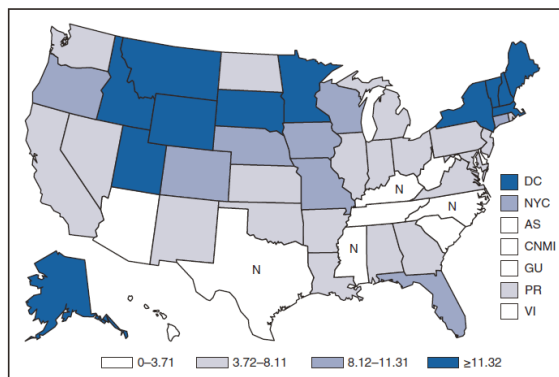 N
N
N
N
DC
NYC
AS
CNMI
GU
PR
VI
0–3.71
3.72–8.11
8.12–11.31
≥11.32